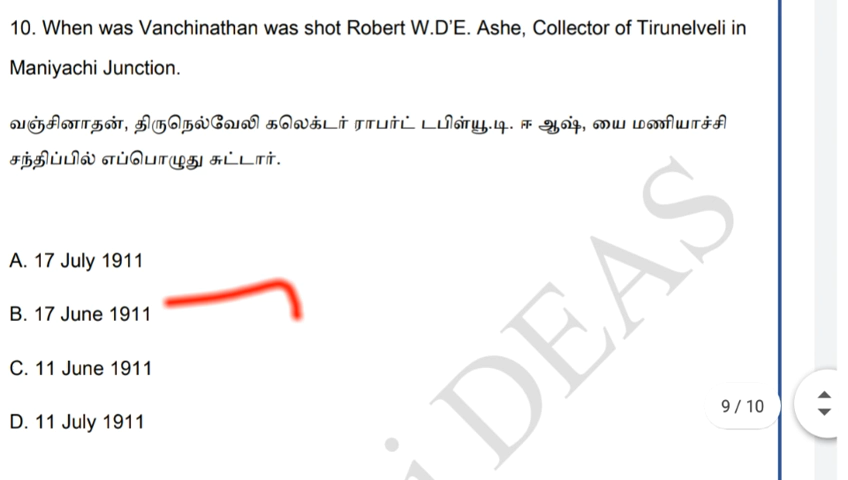 10. When was Vanchinathan was shot Robert W.D'E. Ashe, Collector of Tirunelveli in
Maniyachi Junction.
வஞ்சினாதன், திருநெல்வேலி கலெக்டர் ராபர்ட் டபிள்யூ.டி. ஈ ஆஷ், யை மணியாச்சி
சந்திப்பில் எப்பொழுது சுட்டார்.
A. 17 July 1911
B. 17 June 1911
C. 11 June 1911
D. 11 July 1911
9 / 10
i DEAS